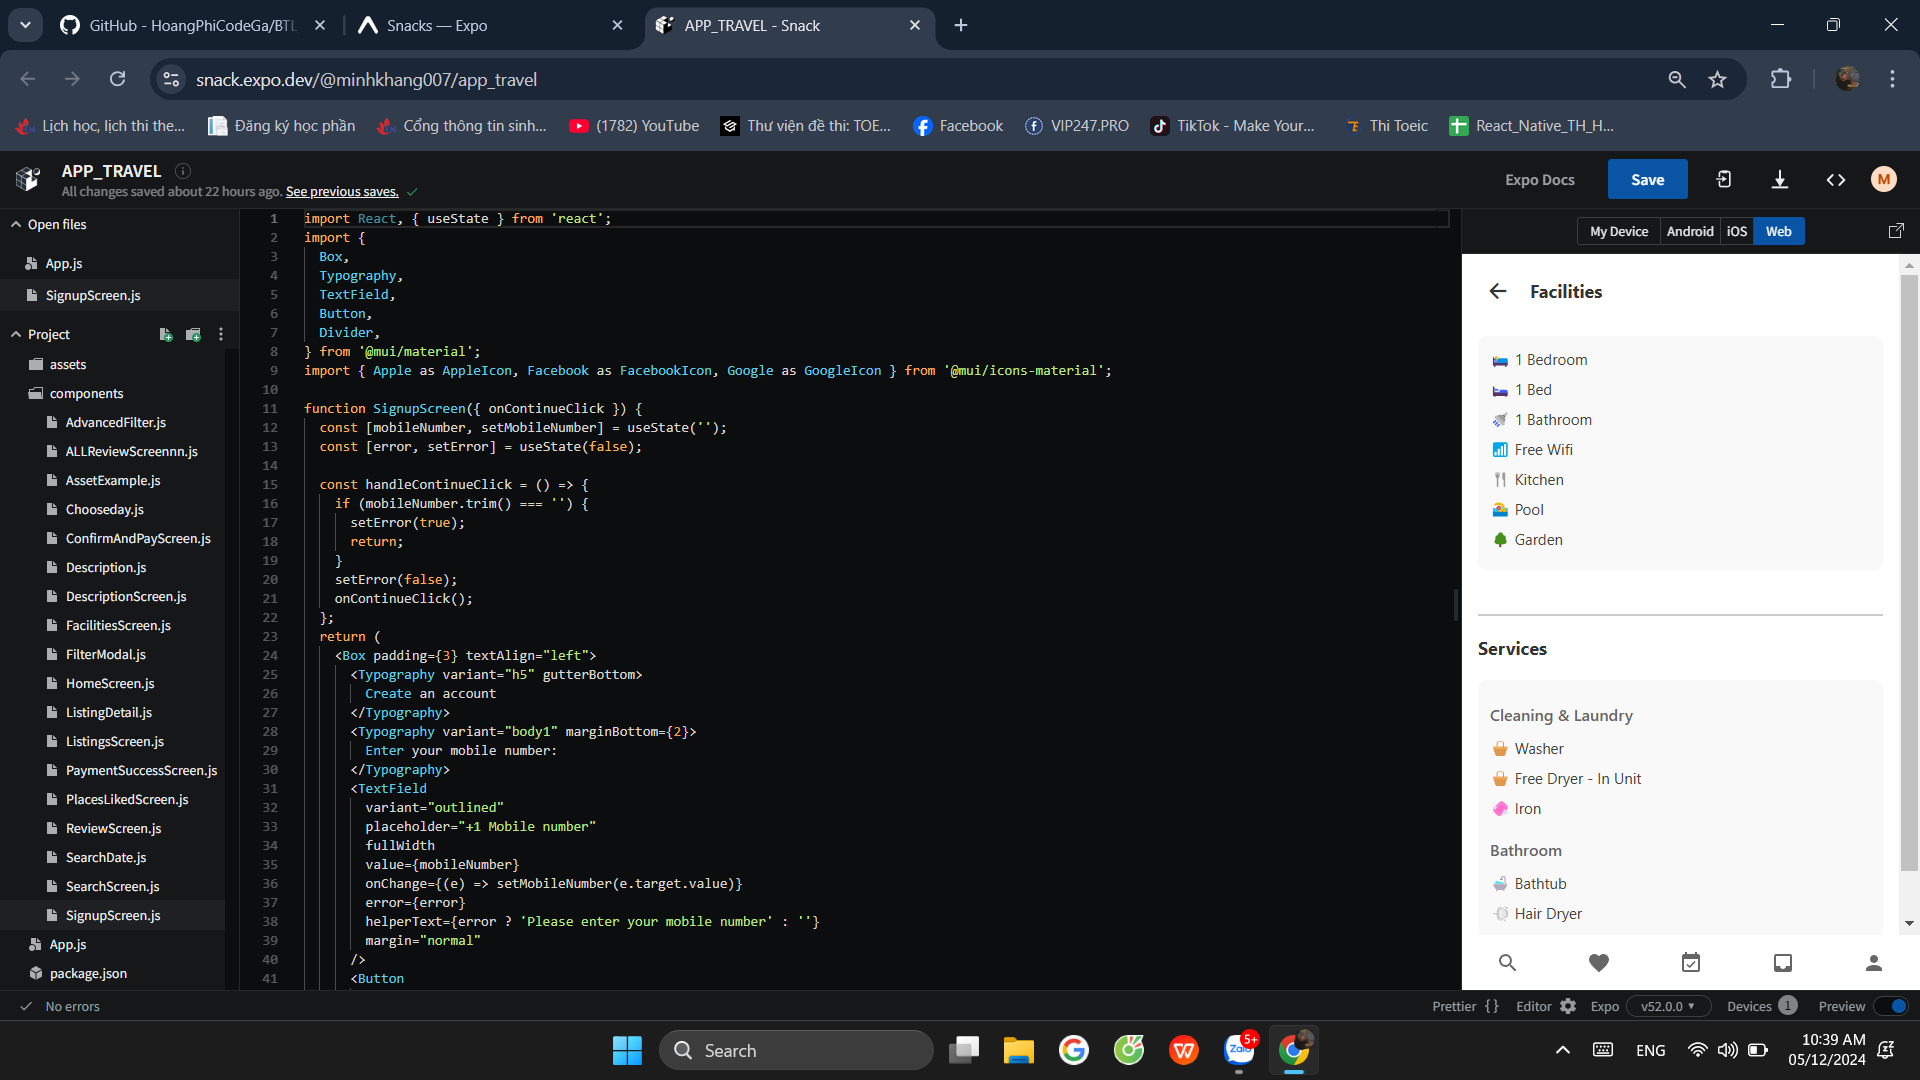 GitHub - HoangPhiCodeGa/BTL
Snacks — Expo
APP_TRAVEL - Snack
snack.expo.dev/@minhkhang007/app_travel
Lịch học, lịch thi the...
Đăng ký học phần
Cổng thông tin sinh...
(1782) YouTube
Thư viện đề thi: TOE...
Facebook
VIP247.PRO
TikTok - Make Your...
Thi Toeic
React_Native_TH_H...
APP_TRAVEL
All changes saved about 22 hours ago. See previous saves.
Expo Docs
Save
M
Open files
App.js
SignupScreen.js
Project
assets
components
AdvancedFilter.js
ALLReviewScreennn.js
AssetExample.js
Chooseday.js
ConfirmAndPayScreen.js
Description.js
DescriptionScreen.js
FacilitiesScreen.js
FilterModal.js
HomeScreen.js
ListingDetail.js
ListingsScreen.js
PaymentSuccessScreen.js
PlacesLikedScreen.js
ReviewScreen.js
SearchDate.js
SearchScreen.js
SignupScreen.js
App.js
package.json
1 import React, { useState } from 'react';
2 import {
3 Box,
4 Typography,
5 TextField,
6 Button,
7 Divider,
8 } from '@mui/material';
9 import { Apple as AppleIcon, Facebook as FacebookIcon, Google as GoogleIcon } from '@mui/icons-material';
10
11 function SignupScreen({ onContinueClick }) {
12 const [mobileNumber, setMobileNumber] = useState('');
13 const [error, setError] = useState(false);
14
15 const handleContinueClick = () => {
16 if (mobileNumber.trim() === '') {
17 setError(true);
18 return;
19 }
20 setError(false);
21 onContinueClick();
22 };
23 return (
24 <Box padding={3} textAlign="left">
25 <Typography variant="h5" gutterBottom>
26 Create an account
27 </Typography>
28 <Typography variant="body1" marginBottom={2}>
29 Enter your mobile number:
30 </Typography>
31 <TextField
32 variant="outlined"
33 placeholder="+1 Mobile number"
34 fullWidth
35 value={mobileNumber}
36 onChange={(e) => setMobileNumber(e.target.value)}
37 error={error}
38 helperText={error ? 'Please enter your mobile number' : ''}
39 margin="normal"
40 />
41 <Button
My Device
Android
iOS
Web
Facilities
1 Bedroom
1 Bed
1 Bathroom
Free Wifi
Kitchen
Pool
Garden
Services
Cleaning & Laundry
Washer
Free Dryer - In Unit
Iron
Bathroom
Bathtub
Hair Dryer
No errors
Prettier {}
Editor
Expo
v52.0.0
Devices 1
Preview
Search
Zalo
5+
ENG
10:39 AM
05/12/2024